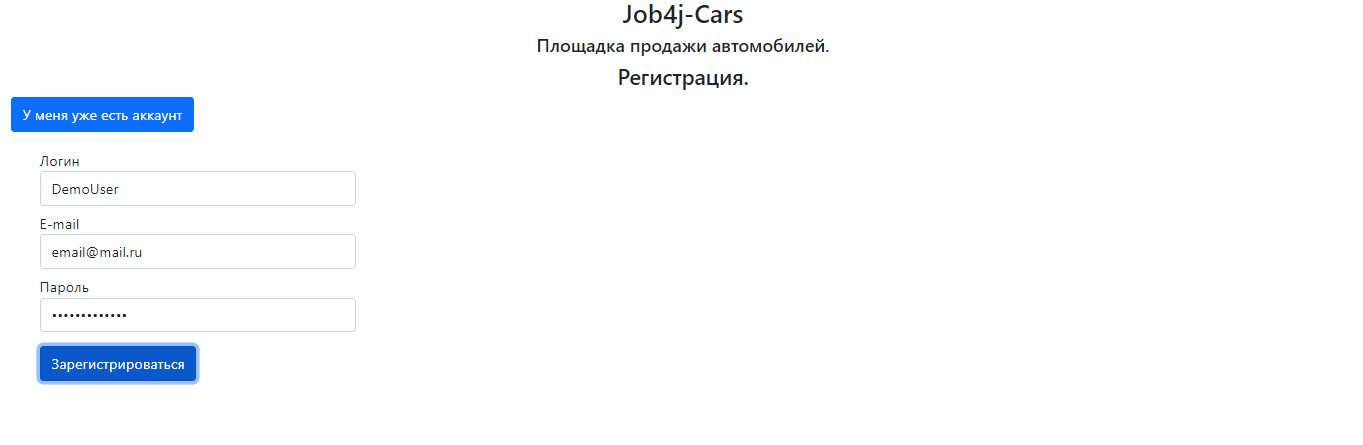 Job4j-Cars
Площадка продажи автомобилей.
Регистрация.
У меня уже есть аккаунт
Логин
DemoUser
E-mail
email@mail.ru
Пароль
•••••••••••••
Зарегистрироваться